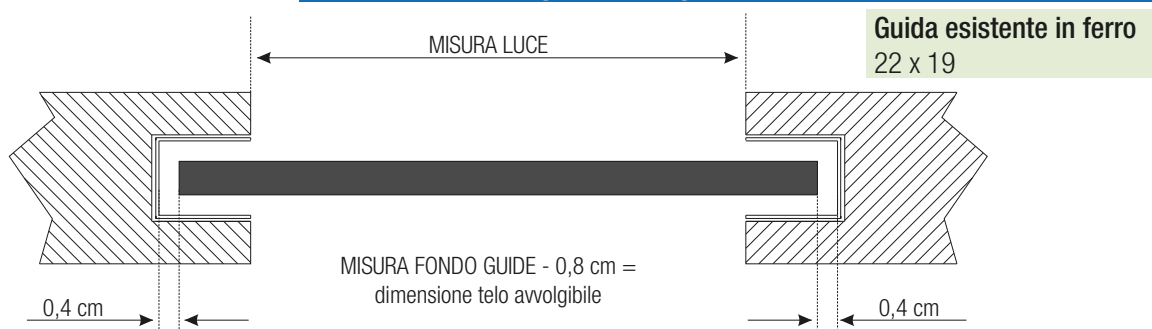 Guida esistente in ferro
22 x 19
MISURA LUCE
MISURA FONDO GUIDE - 0,8 cm =
dimensione telo avvolgibile
0,4 cm
0,4 cm